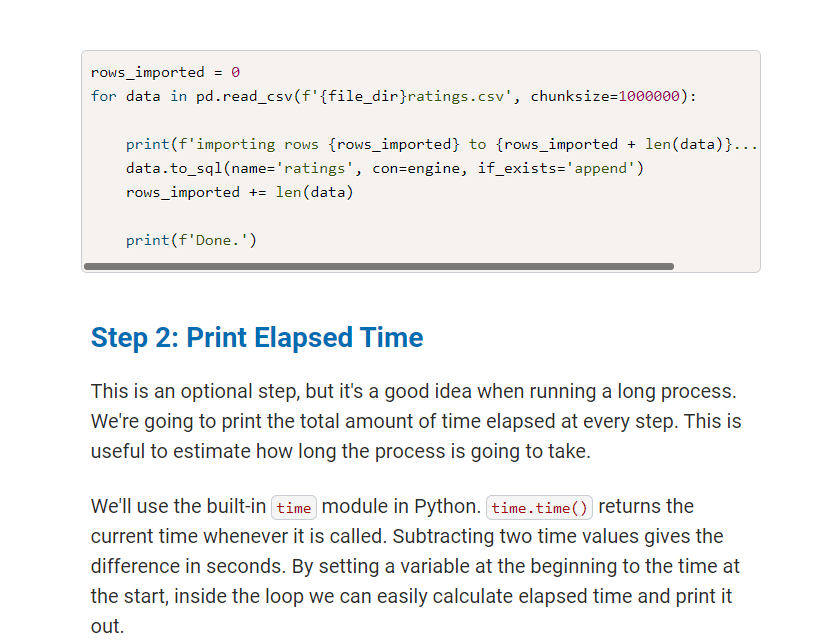 rows_imported = 0
for data in pd.read_csv(f'{file_dir}ratings.csv', chunksize=1000000):
print(f'importing rows {rows_imported} to {rows_imported + len(data)}...
data.to_sql(name='ratings', con=engine, if_exists='append')
rows_imported += len(data)
print(f'Done.')
Step 2: Print Elapsed Time
This is an optional step, but it's a good idea when running a long process.
We're going to print the total amount of time elapsed at every step. This is
useful to estimate how long the process is going to take.
We'll use the built-in time module in Python. time.time() returns the
current time whenever it is called. Subtracting two time values gives the
difference in seconds. By setting a variable at the beginning to the time at
the start, inside the loop we can easily calculate elapsed time and print it
out.